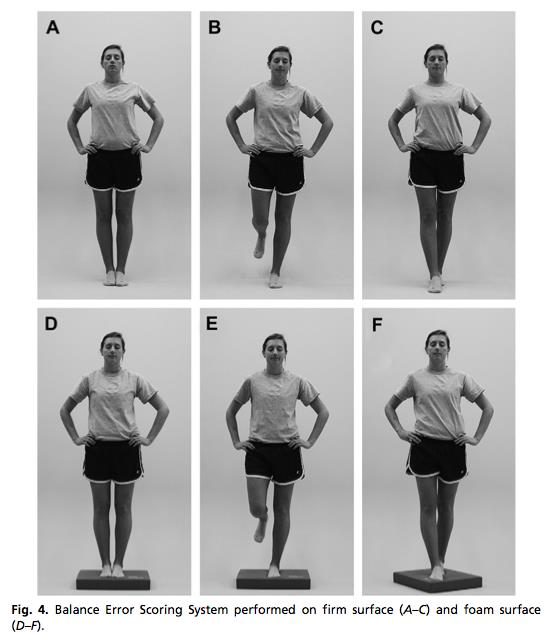 A
B
C
D
E
F
Fig. 4. Balance Error Scoring System performed on firm surface (A–C) and foam surface
(D–F).